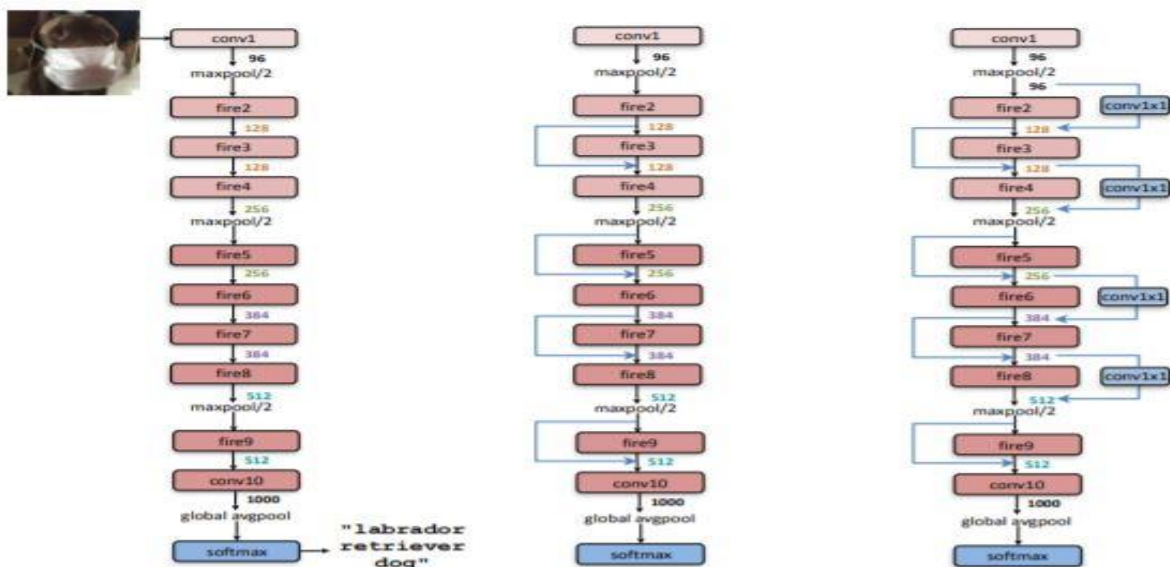 conv1
96
maxpool/2
fire2
128
fire3
128
fire4
256
maxpool/2
fire5
256
fire6
384
fire7
384
fire8
512
maxpool/2
fire9
512
conv10
1000
global avgpool
softmax
"labrador
retriever
dog"
conv1
96
maxpool/2
fire2
128
fire3
128
fire4
256
maxpool/2
fire5
256
fire6
384
fire7
384
fire8
512
maxpool/2
fire9
512
conv10
1000
global avgpool
softmax
conv1
96
maxpool/2
96
fire2
conv1x1
128
fire3
128
fire4
conv1x1
256
maxpool/2
fire5
256
fire6
conv1x1
384
fire7
384
fire8
conv1x1
512
maxpool/2
fire9
512
conv10
1000
global avgpool
softmax